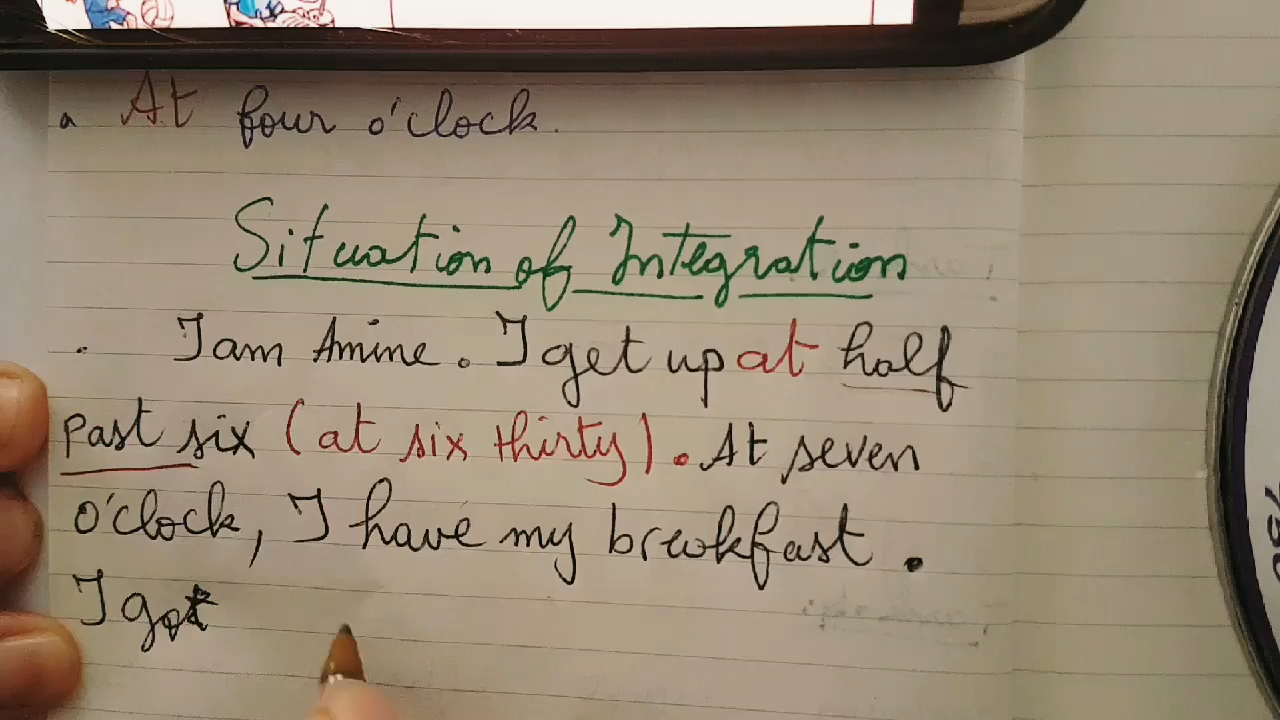 a At four o'clock.
Situation of Integration
. I am Amine. I get up at half
past six (at six thirty). At seven
o'clock, I have my breakfast.
I go